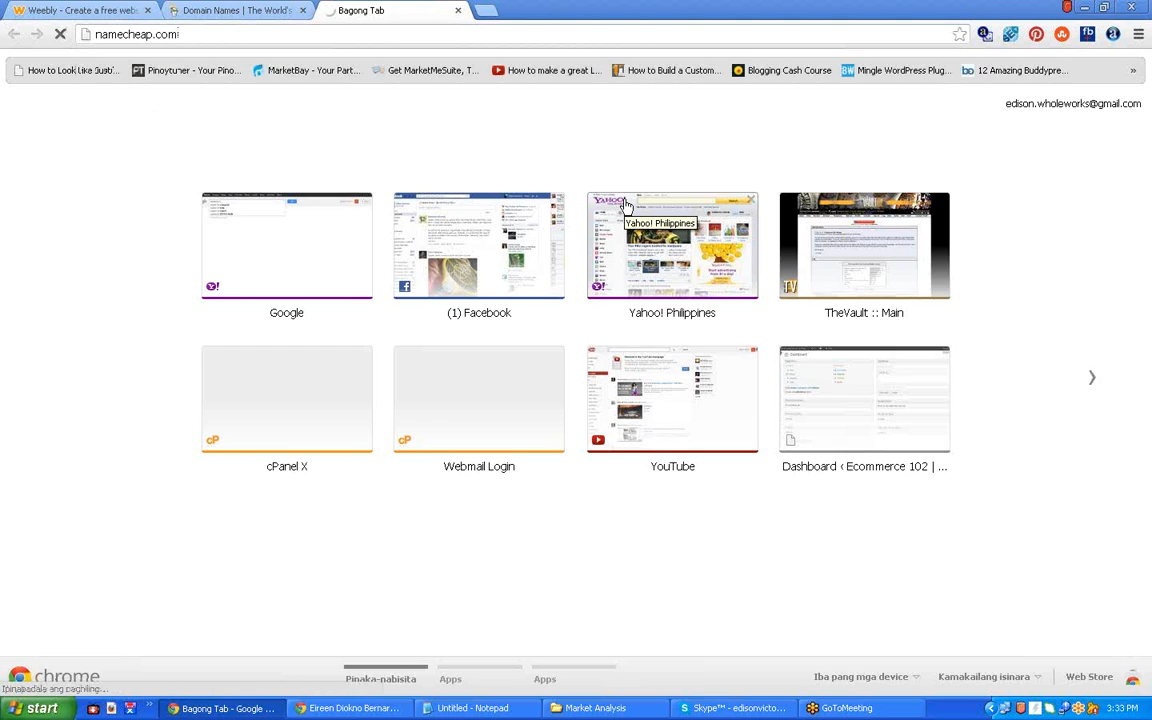 Weebly - Create a free webs
Domain Names | The World's
Bagong Tab
namecheap.com
How to Look like Justi
Pinoytuner - Your Pino...
MarketBay - Your Part...
Get MarketMeSuite, T...
How to make a great L...
How to Build a Custom...
Blogging Cash Course
Mingle WordPress Plug...
12 Amazing Buddypre...
edison.wholeworks@gmail.com
Yahoo! Philippines
Google
(1) Facebook
Yahoo! Philippines
TheVault :: Main
cPanel X
Webmail Login
YouTube
Dashboard ‹ Ecommerce 102 | ...
chrome
Pinaka-nabisita
Apps
Apps
Iba pang mga device
Kamakailang isinara
Web Store
Ipinabadale ang paghiling...
start
Bagong Tab - Google ...
Eireen Diokno Bernar...
Untitled - Notepad
Market Analysis
Skype™ - edisonvicto...
GoToMeeting
3:33 PM